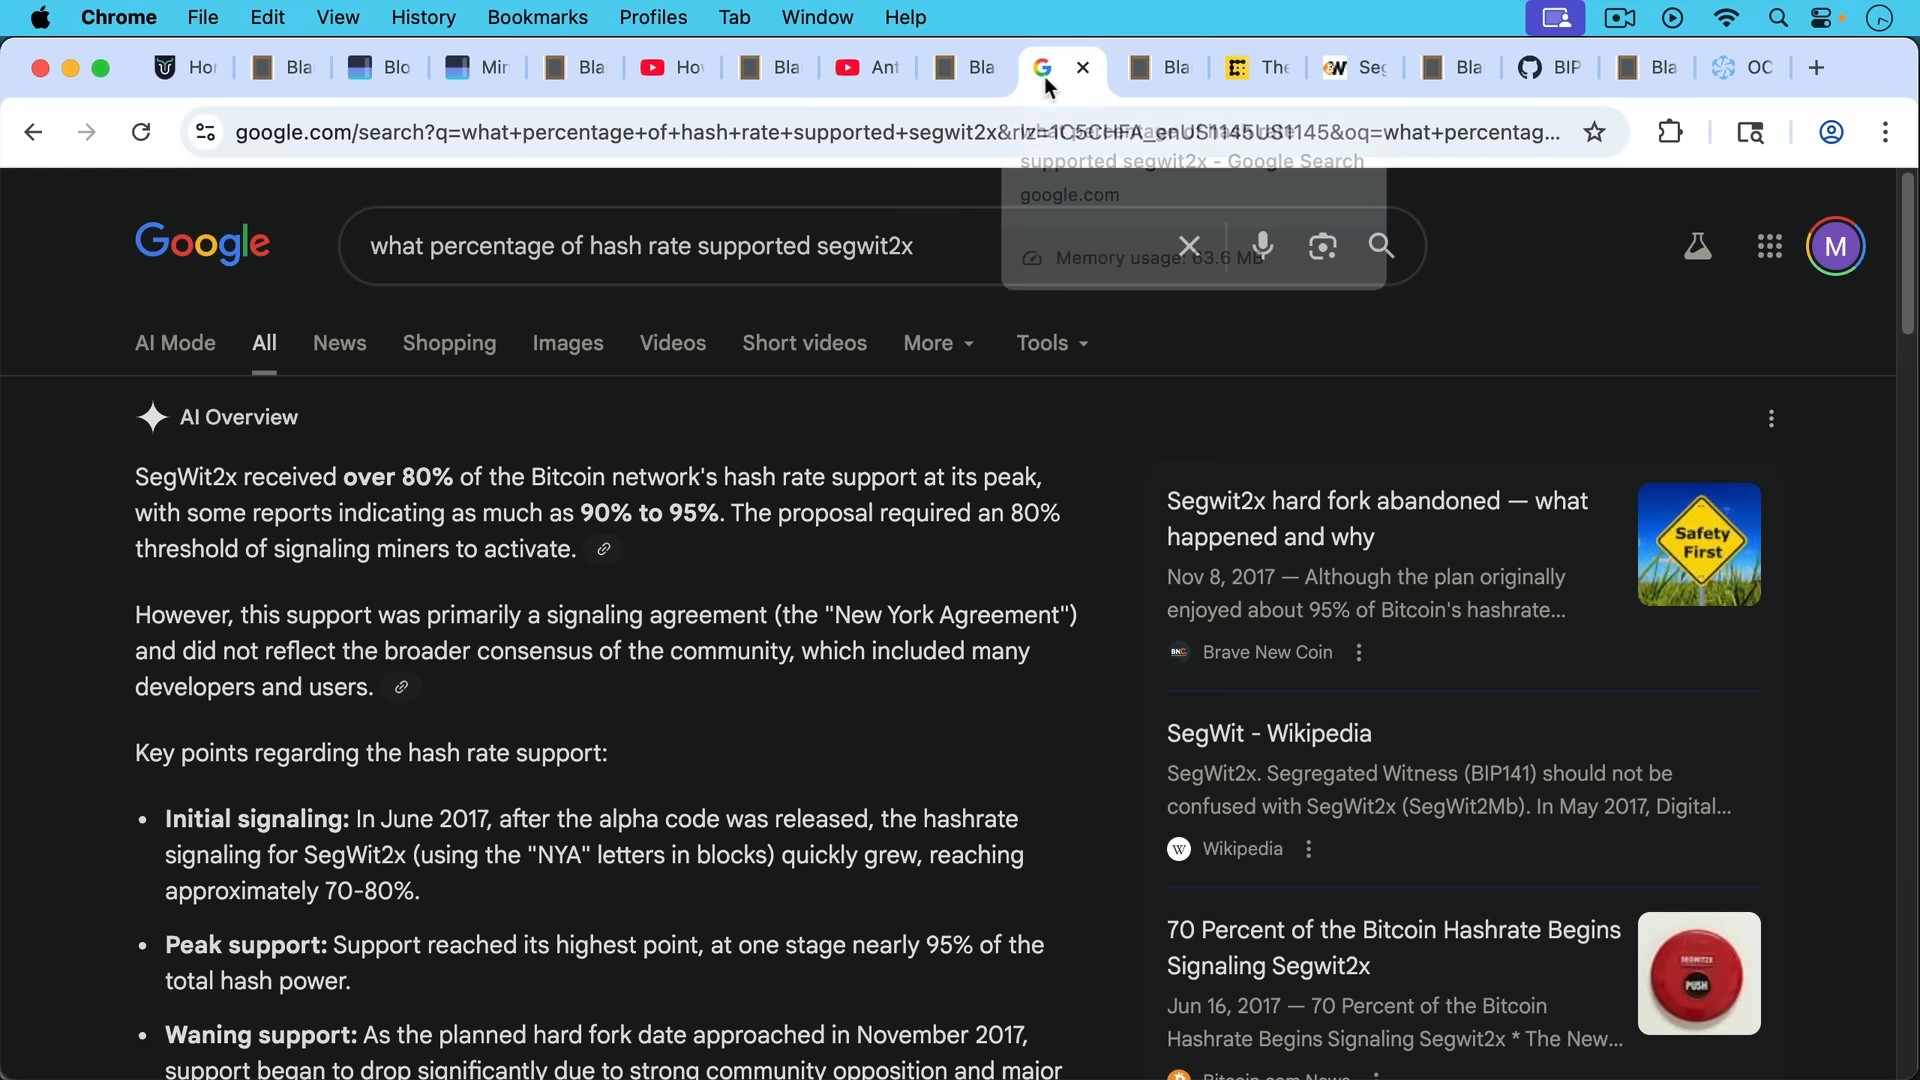 Chrome File Edit View History Bookmarks Profiles Tab Window Help
Hor Bla Blo Min Bla How Bla Ant Bla Bla The Seg Bla BIP Bla OC
google.com/search?q=what+percentage+of+hash+rate+supported+segwit2x&rlz=1C5CHFA_enUS1145US1145&oq=what+percentag...
supported segwit2x - Google Search
google.com
Memory usage: 63.6 MB
Google
what percentage of hash rate supported segwit2x
M
AI Mode All News Shopping Images Videos Short videos More Tools
AI Overview
SegWit2x received over 80% of the Bitcoin network's hash rate support at its peak,
with some reports indicating as much as 90% to 95%. The proposal required an 80%
threshold of signaling miners to activate.
However, this support was primarily a signaling agreement (the "New York Agreement")
and did not reflect the broader consensus of the community, which included many
developers and users.
Key points regarding the hash rate support:
• Initial signaling: In June 2017, after the alpha code was released, the hashrate
signaling for SegWit2x (using the "NYA" letters in blocks) quickly grew, reaching
approximately 70-80%.
• Peak support: Support reached its highest point, at one stage nearly 95% of the
total hash power.
• Waning support: As the planned hard fork date approached in November 2017,
support began to drop significantly due to strong community opposition and major
Segwit2x hard fork abandoned — what
happened and why
Nov 8, 2017 — Although the plan originally
enjoyed about 95% of Bitcoin's hashrate...
BNC.
Brave New Coin
Safety
First
SegWit - Wikipedia
SegWit2x. Segregated Witness (BIP141) should not be
confused with SegWit2x (SegWit2Mb). In May 2017, Digital...
W
Wikipedia
70 Percent of the Bitcoin Hashrate Begins
Signaling Segwit2x
Jun 16, 2017 — 70 Percent of the Bitcoin
Hashrate Begins Signaling Segwit2x * The New...
SEGWIT2X
PUSH
Bitcoin.com News